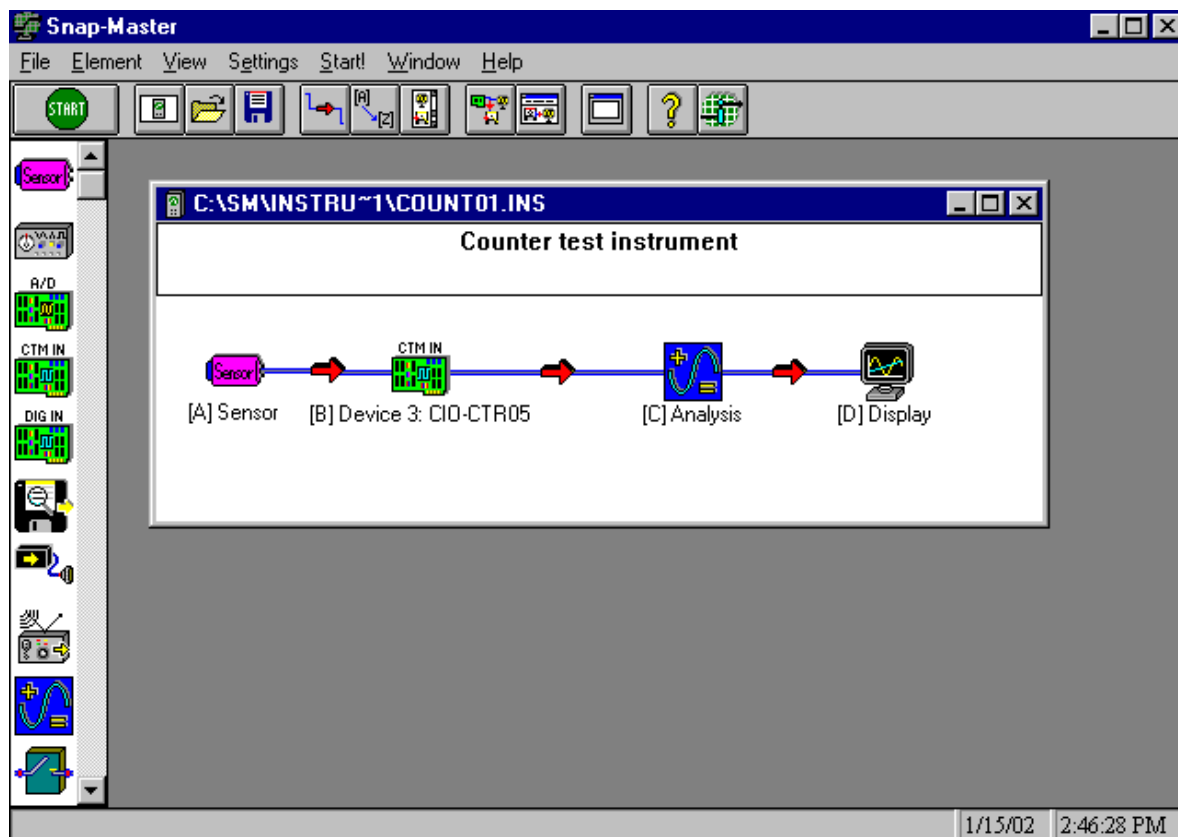 Snap-Master
File Element View Settings Start! Window Help
START
[A]
[Z]
Sensor
A/D
CTM IN
DIG IN
C:\SM\INSTRU~1\COUNT01.INS
Counter test instrument
Sensor
CTM IN
[A] Sensor
[B] Device 3: CIO-CTR05
[C] Analysis
[D] Display
1/15/02
2:46:28 PM